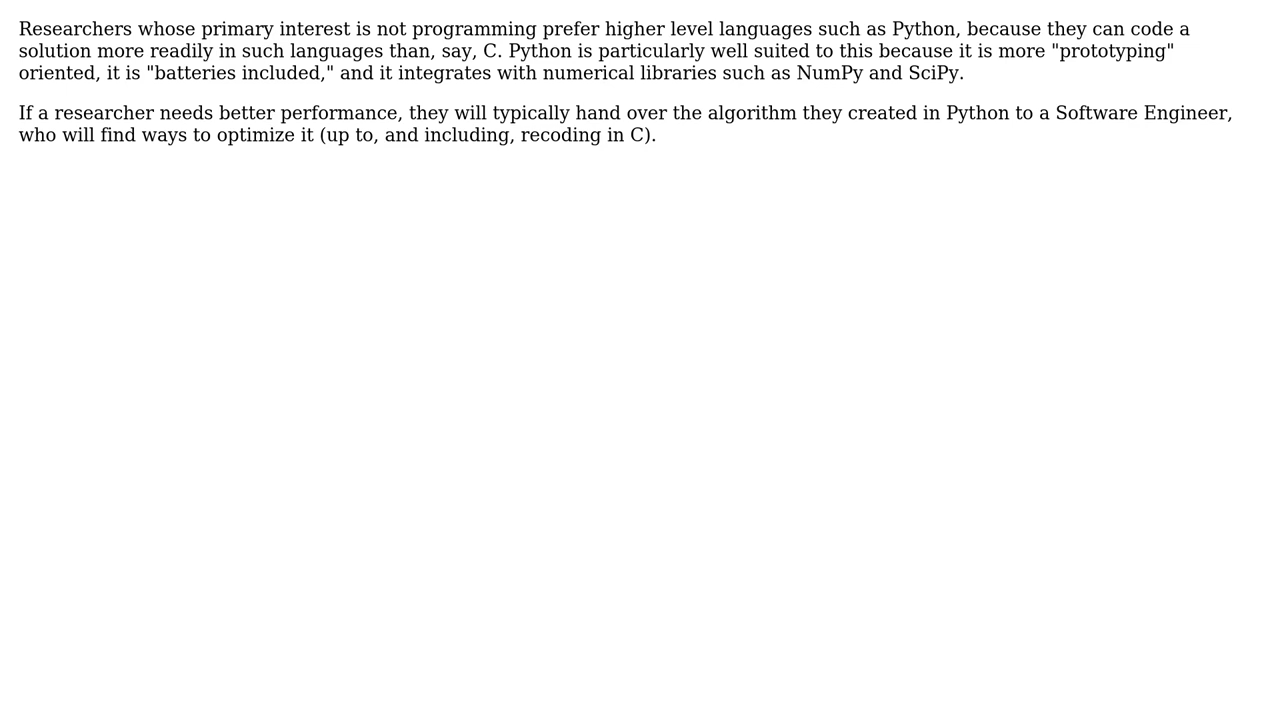 Researchers whose primary interest is not programming prefer higher level languages such as Python, because they can code a
solution more readily in such languages than, say, C. Python is particularly well suited to this because it is more "prototyping"
oriented, it is "batteries included," and it integrates with numerical libraries such as NumPy and SciPy.
If a researcher needs better performance, they will typically hand over the algorithm they created in Python to a Software Engineer,
who will find ways to optimize it (up to, and including, recoding in C).